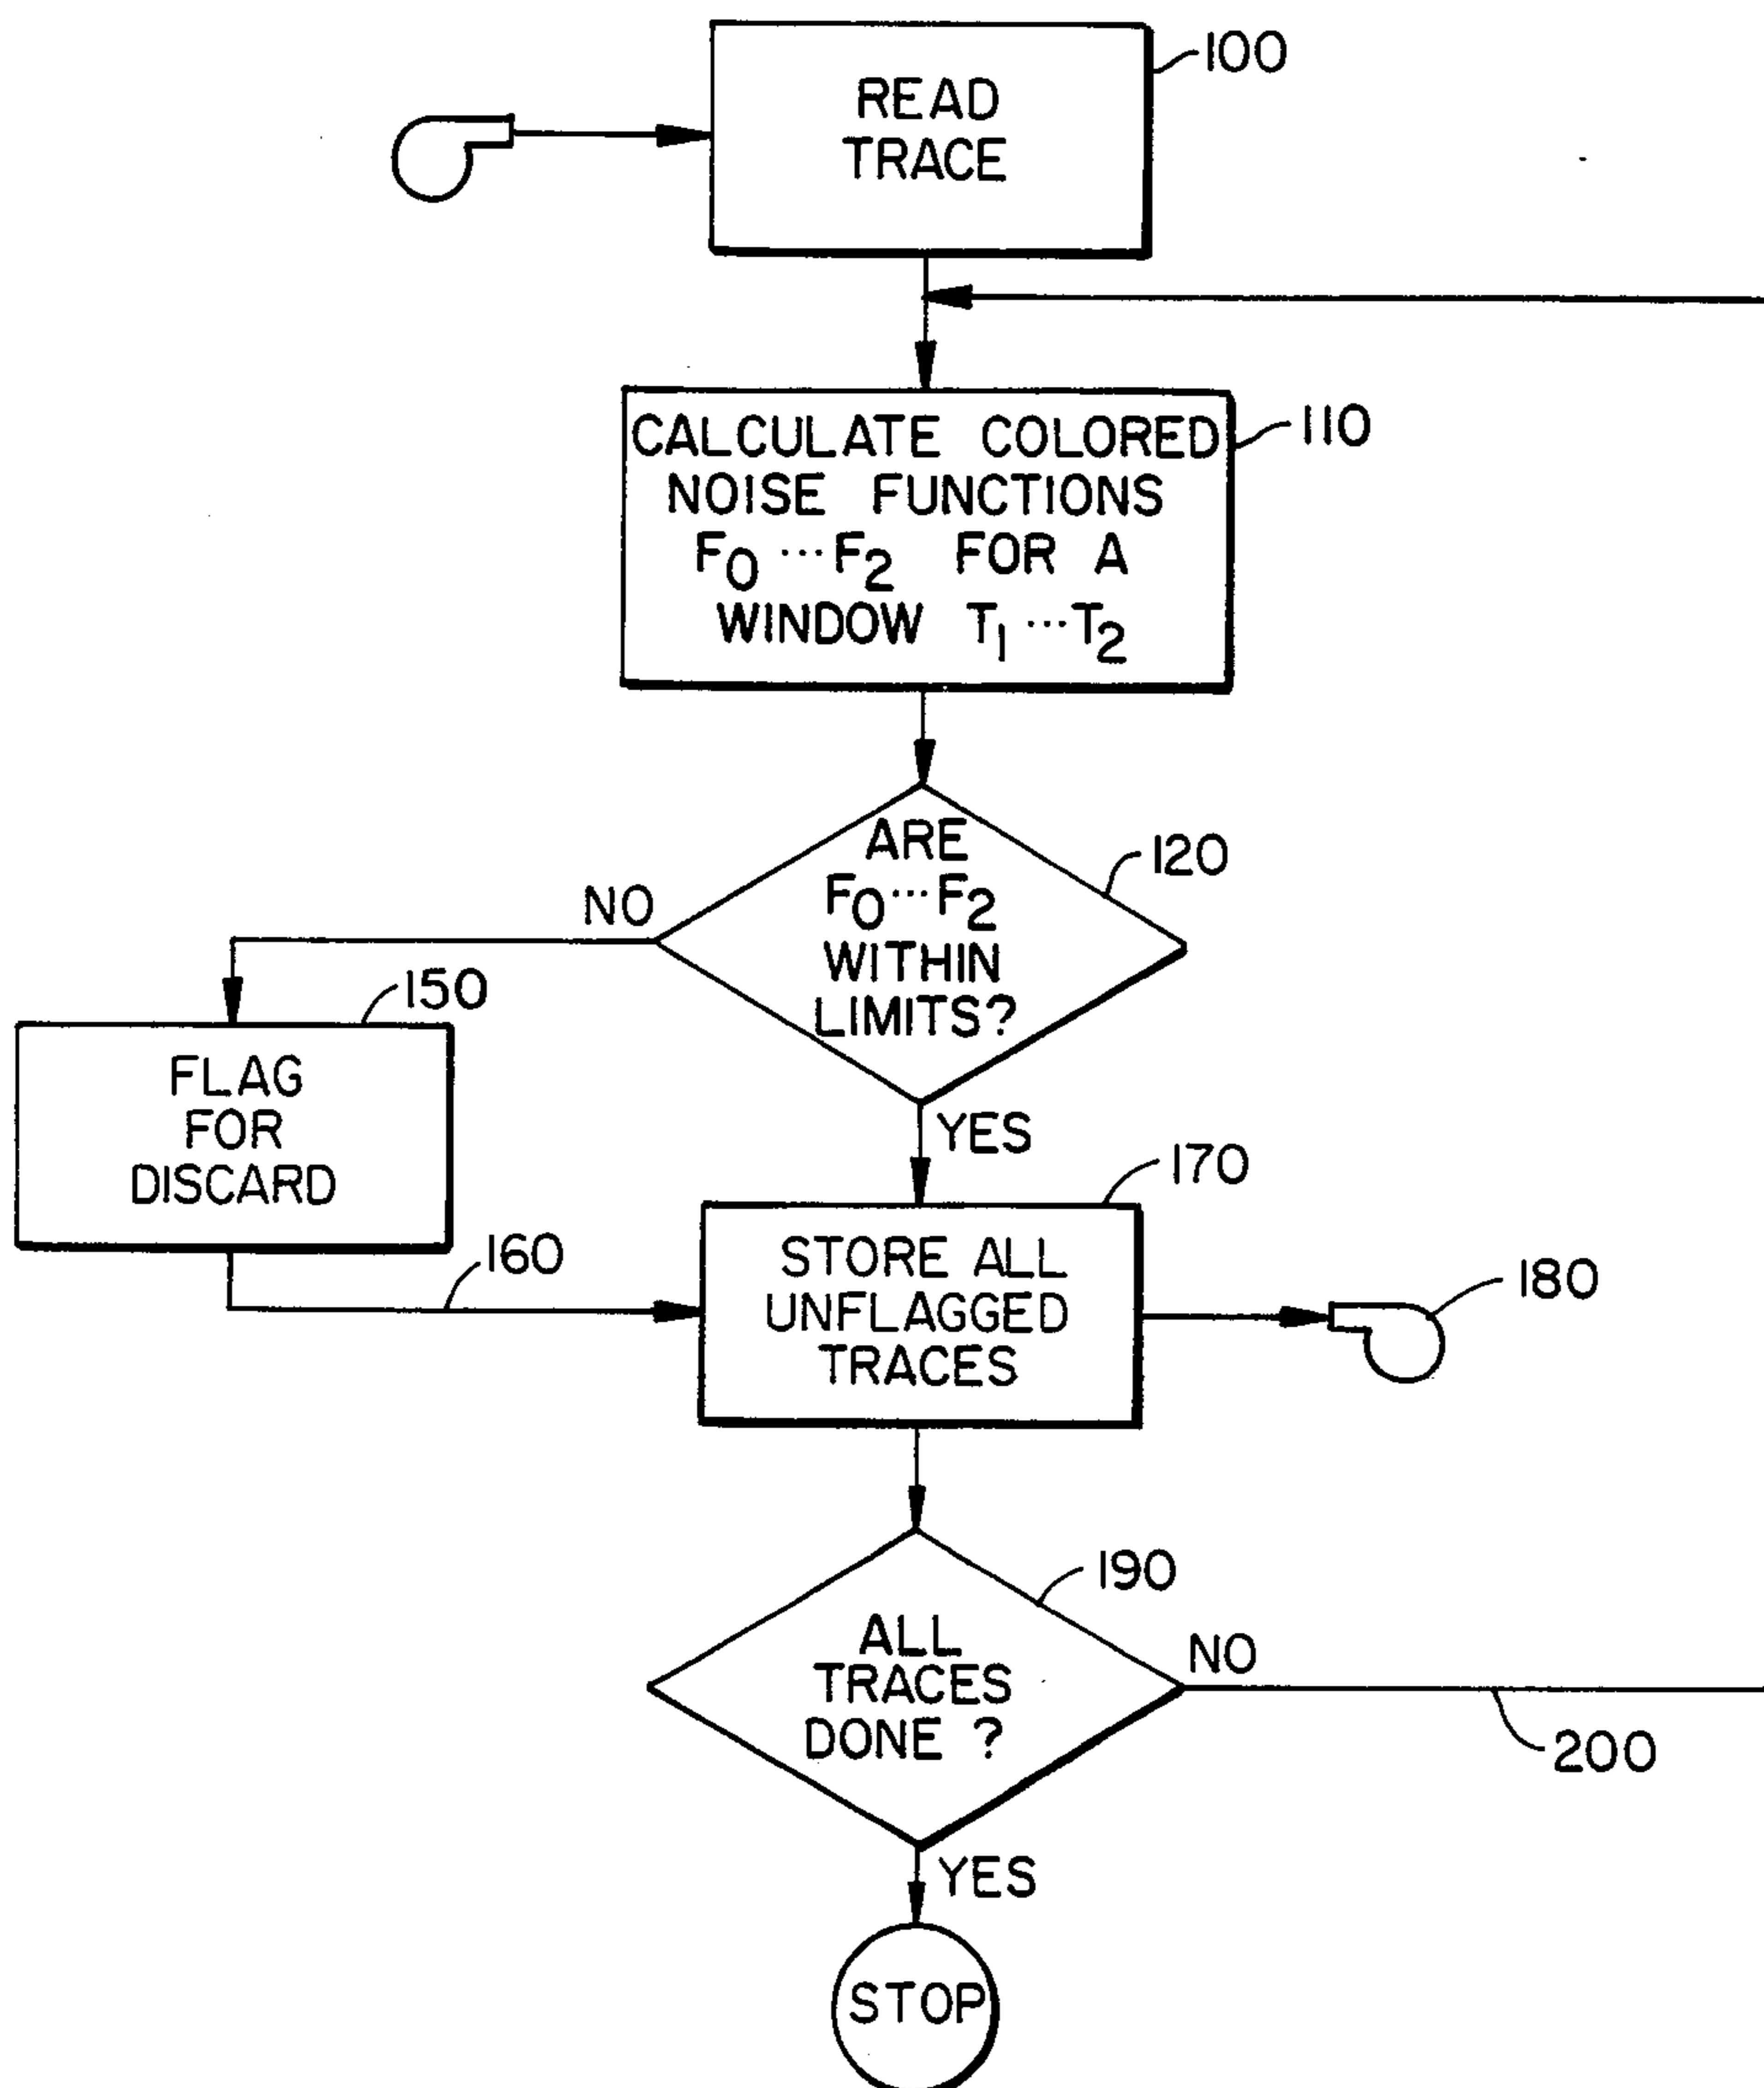 100
READ
TRACE
110
CALCULATE COLORED
NOISE FUNCTIONS
F0 ···F2 FOR A
WINDOW T1 ···T2
120
ARE
F0···F2
WITHIN
LIMITS?
NO
150
FLAG
FOR
DISCARD
YES
160
170
STORE ALL
UNFLAGGED
TRACES
180
190
ALL
TRACES
DONE ?
NO
200
YES
STOP